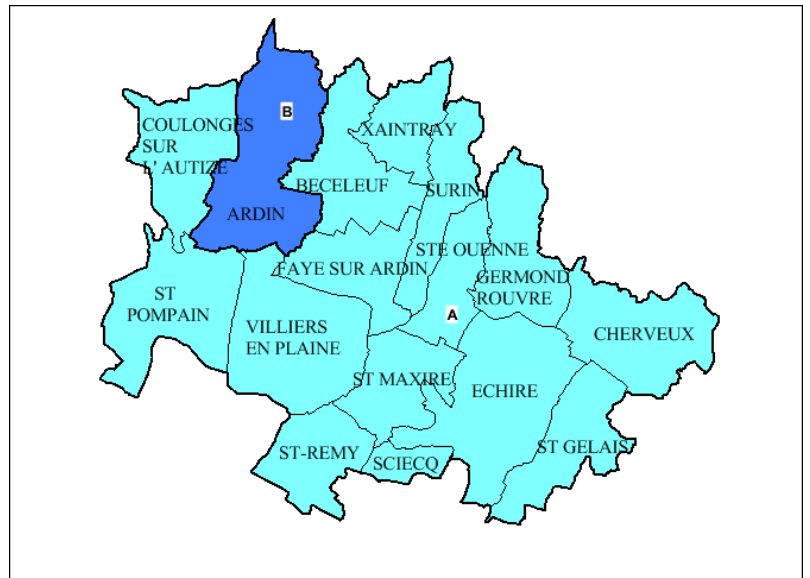 B
COULONGES
SUR
L' AUTIZE
XAINTRAY
BECELEUF
SURIN
ARDIN
STE OUENNE
FAYE SUR ARDIN
GERMOND
ROUVRE
ST
POMPAIN
A
VILLIERS
EN PLAINE
CHERVEUX
ST MAXIRE
ECHIRE
ST-REMY
SCIECQ
ST GELAIS